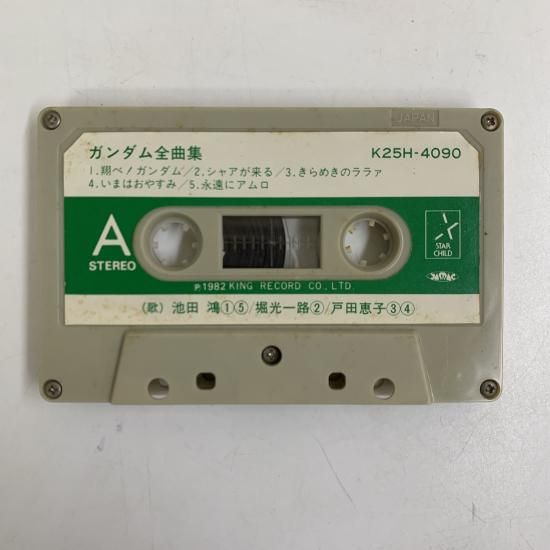 JAPAN
ガンダム全曲集 K25H-4090
1.翔べ!ガンダム/2.シャアが来る/3.きらめきのララァ
4.いまはおやすみ/5.永遠にアムロ
A
STEREO
STAR
CHILD
℗1982 KING RECORD CO., LTD.
(歌) 池田 鴻①⑤/堀光一路②/戸田恵子③④